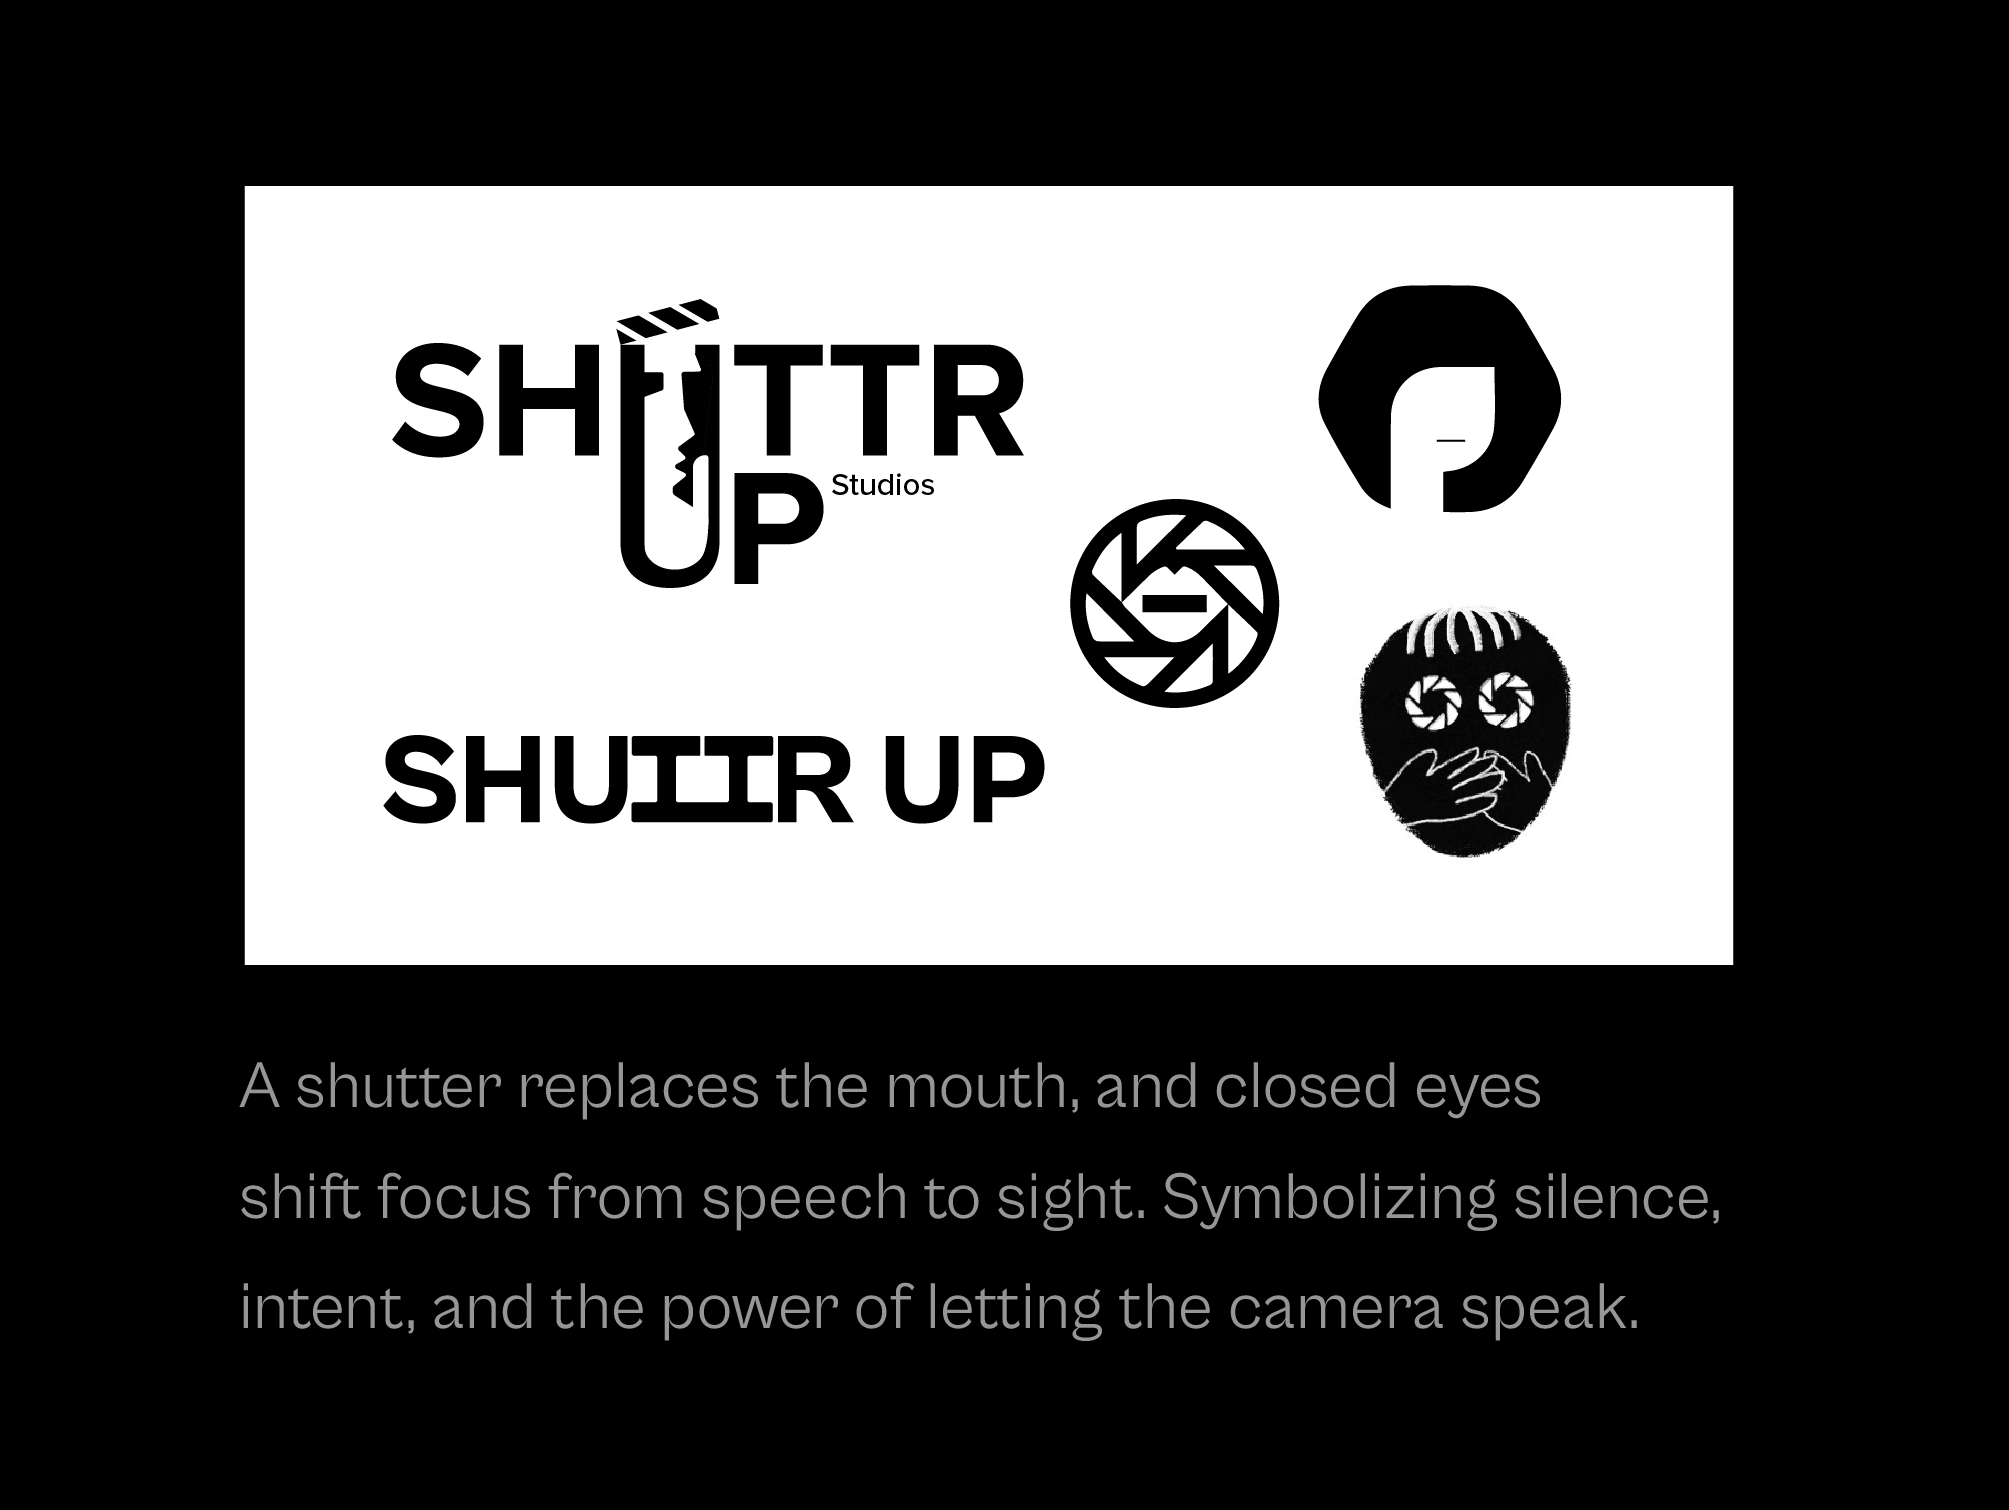 SHUTTR
UP Studios
SHUTTR UP
A shutter replaces the mouth, and closed eyes
shift focus from speech to sight. Symbolizing silence,
intent, and the power of letting the camera speak.